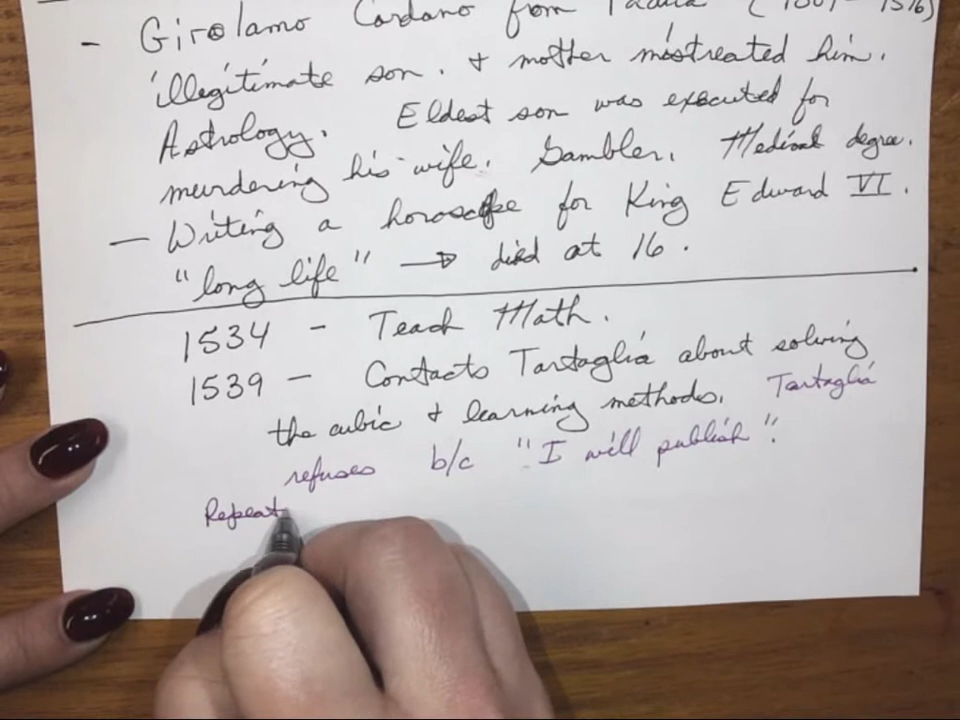 - Girolamo Cardano from Padua (1501-1576)
illegitimate son. + mother mistreated him.
Astrology. Eldest son was executed for
murdering his wife. Gambler. Medical degree.
— Writing a horoscope for King Edward VI.
"long life" → died at 16.
1534 - Teach Math.
1539 - Contacts Tartaglia about solving
the cubic + learning methods. Tartaglia
refuses b/c "I will publish".
Repeat